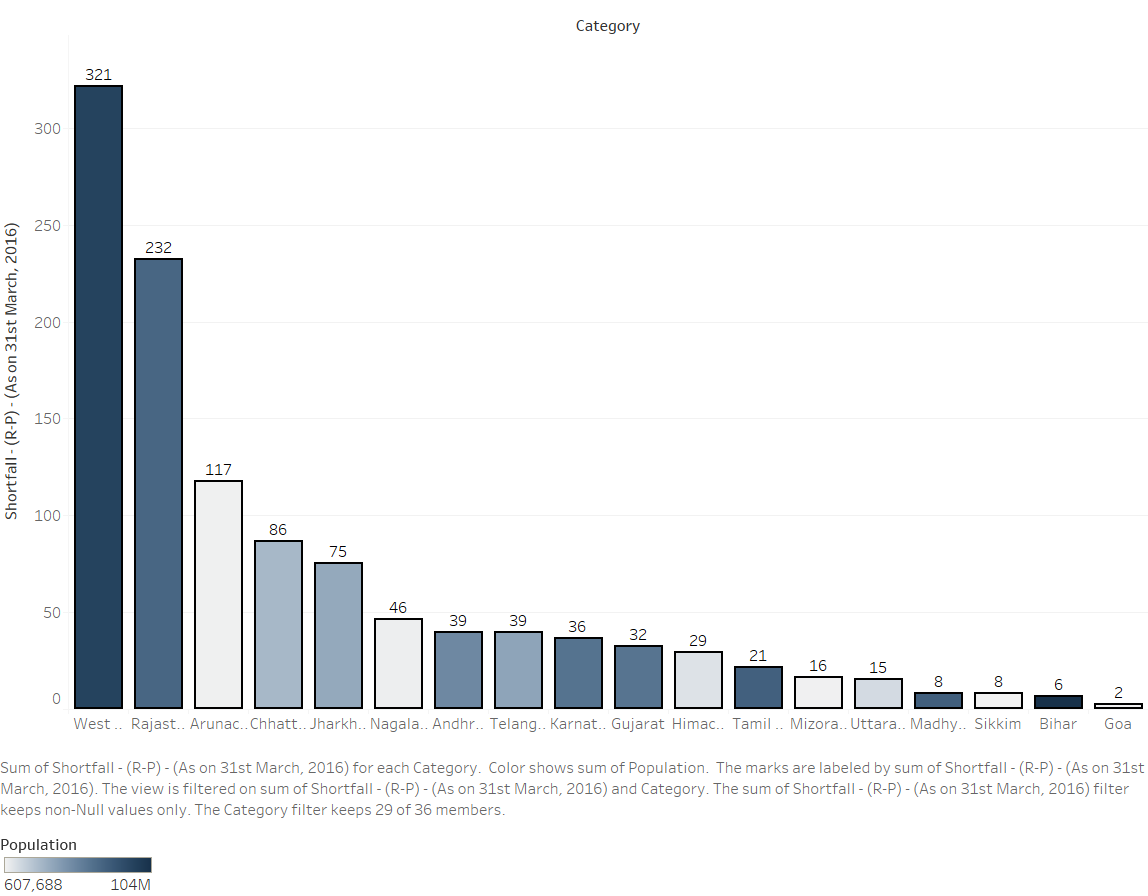 Category
Shortfall - (R-P) - (As on 31st March, 2016)
300
250
200
150
100
50
0
321
232
117
86
75
46
39
39
36
32
29
21
16
15
8
8
6
2
West ..
Rajast..
Arunac..
Chhatt..
Jharkh..
Nagala..
Andhr..
Telang..
Karnat..
Gujarat
Himac..
Tamil ..
Mizora..
Uttara..
Madhy..
Sikkim
Bihar
Goa
Sum of Shortfall - (R-P) - (As on 31st March, 2016) for each Category.  Color shows sum of Population.  The marks are labeled by sum of Shortfall - (R-P) - (As on 31st
March, 2016). The view is filtered on sum of Shortfall - (R-P) - (As on 31st March, 2016) and Category. The sum of Shortfall - (R-P) - (As on 31st March, 2016) filter
keeps non-Null values only. The Category filter keeps 29 of 36 members.
Population
607,688
104M